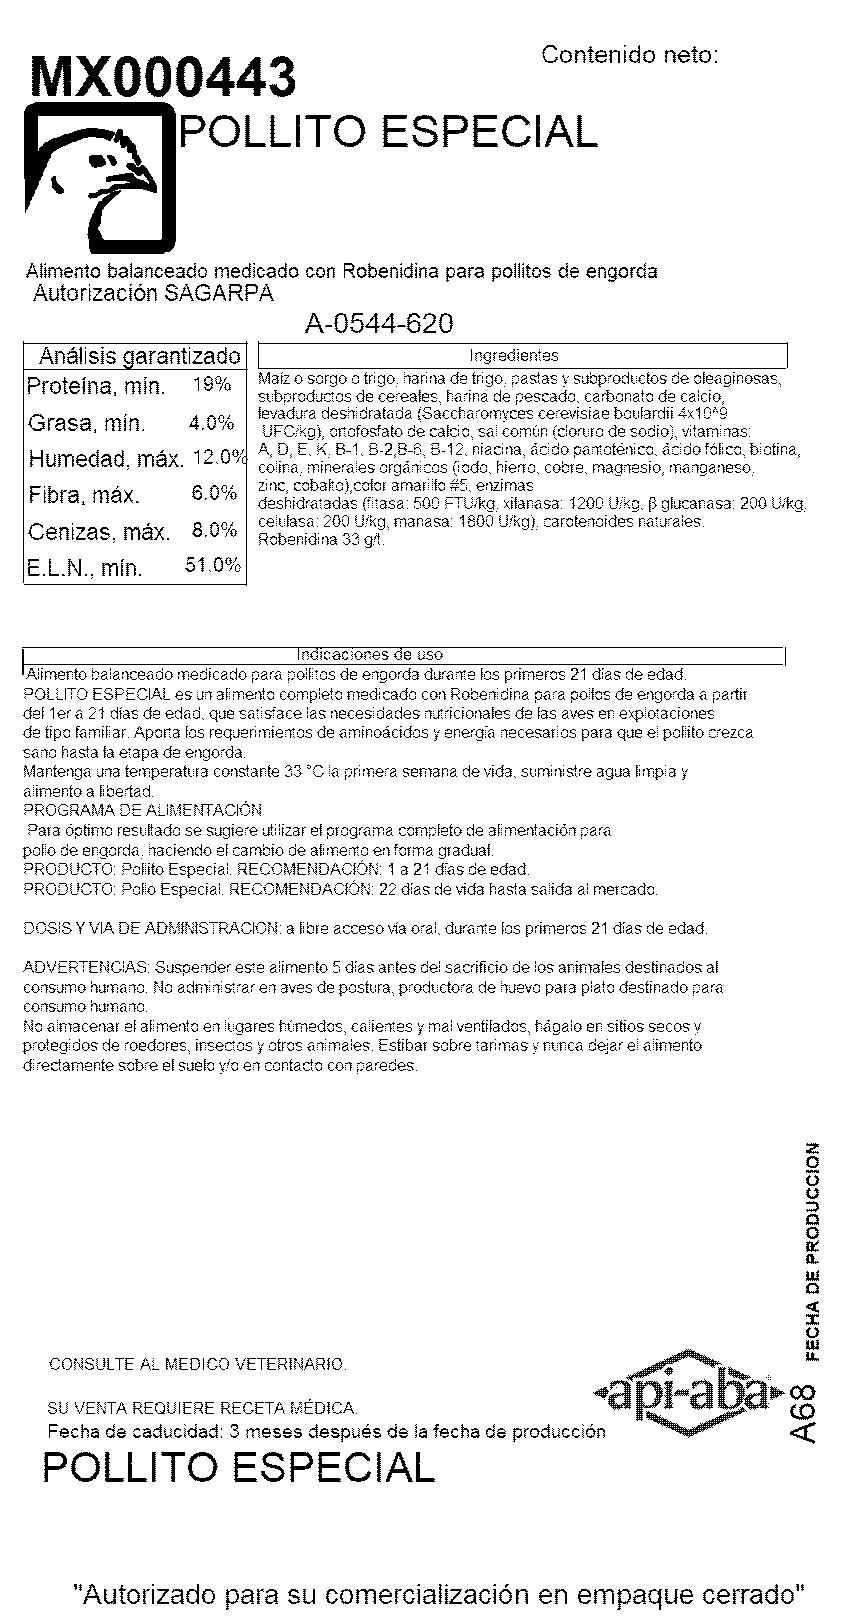 Contenido neto:
MX000443
POLLITO ESPECIAL
Alimento balanceado medicado con Robenidina para pollitos de engorda
Autorización SAGARPA
A-0544-620
Análisis garantizado
Proteína, mín. 19%
Grasa, mín. 4.0%
Humedad, máx. 12.0%
Fibra, máx. 6.0%
Cenizas, máx. 8.0%
E.L.N., mín. 51.0%
Ingredientes
Maíz o sorgo o trigo, harina de trigo, pastas y subproductos de oleaginosas,
subproductos de cereales, harina de pescado, carbonato de calcio,
levadura deshidratada (Saccharomyces cerevisiae boulardii 4x10^9
UFC/kg), ortofosfato de calcio, sal común (cloruro de sodio), vitaminas:
A, D, E, K, B-1, B-2,B-6, B-12, niacina, ácido pantoténico, ácido fólico, biotina,
colina, minerales orgánicos (iodo, hierro, cobre, magnesio, manganeso,
zinc, cobalto),color amarillo #5, enzimas
deshidratadas (fitasa: 500 FTU/kg, xilanasa: 1200 U/kg, β glucanasa: 200 U/kg,
celulasa: 200 U/kg, manasa: 1800 U/kg), carotenoides naturales.
Robenidina 33 g/t.
Indicaciones de uso
Alimento balanceado medicado para pollitos de engorda durante los primeros 21 días de edad.
POLLITO ESPECIAL es un alimento completo medicado con Robenidina para pollos de engorda a partir
del 1er a 21 días de edad, que satisface las necesidades nutricionales de las aves en explotaciones
de tipo familiar. Aporta los requerimientos de aminoácidos y energía necesarios para que el pollito crezca
sano hasta la etapa de engorda.
Mantenga una temperatura constante 33 °C la primera semana de vida, suministre agua limpia y
alimento a libertad.
PROGRAMA DE ALIMENTACIÓN
Para óptimo resultado se sugiere utilizar el programa completo de alimentación para
pollo de engorda, haciendo el cambio de alimento en forma gradual.
PRODUCTO: Pollito Especial. RECOMENDACIÓN: 1 a 21 días de edad.
PRODUCTO: Pollo Especial. RECOMENDACIÓN: 22 días de vida hasta salida al mercado.
DOSIS Y VIA DE ADMINISTRACION: a libre acceso vía oral, durante los primeros 21 días de edad.
ADVERTENCIAS: Suspender este alimento 5 días antes del sacrificio de los animales destinados al
consumo humano. No administrar en aves de postura, productora de huevo para plato destinado para
consumo humano.
No almacenar el alimento en lugares húmedos, calientes y mal ventilados, hágalo en sitios secos y
protegidos de roedores, insectos y otros animales. Estibar sobre tarimas y nunca dejar el alimento
directamente sobre el suelo y/o en contacto con paredes.
FECHA DE PRODUCCION
A68
CONSULTE AL MEDICO VETERINARIO.
api-aba
SU VENTA REQUIERE RECETA MÉDICA.
Fecha de caducidad: 3 meses después de la fecha de producción
POLLITO ESPECIAL
"Autorizado para su comercialización en empaque cerrado"